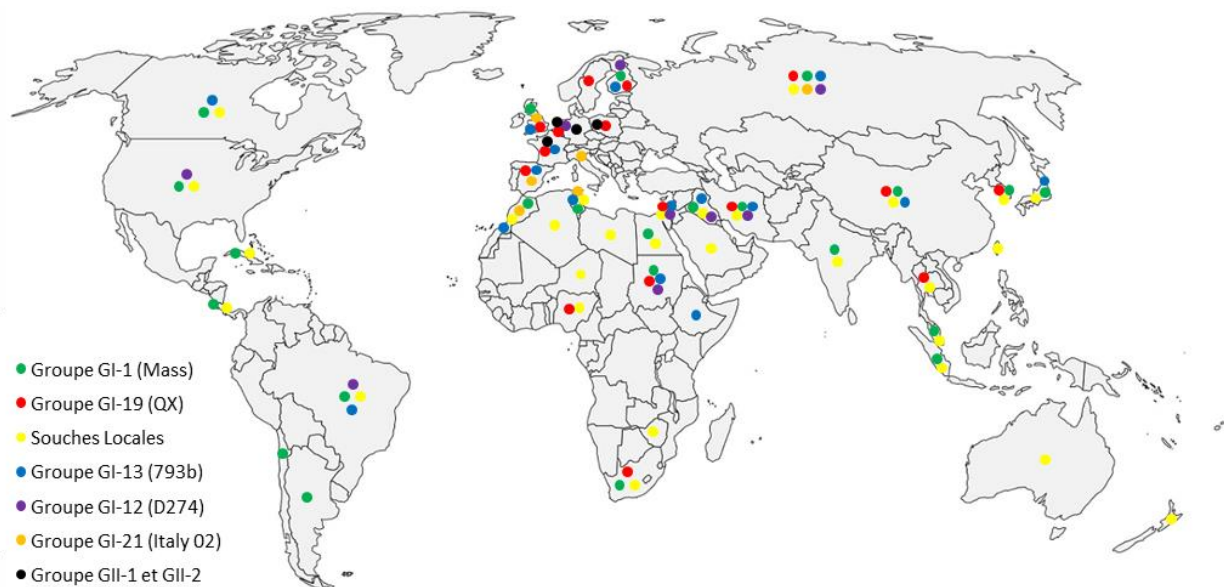 Groupe GI-1 (Mass)
Groupe GI-19 (QX)
Souches Locales
Groupe GI-13 (793b)
Groupe GI-12 (D274)
Groupe GI-21 (Italy 02)
Groupe GII-1 et GII-2